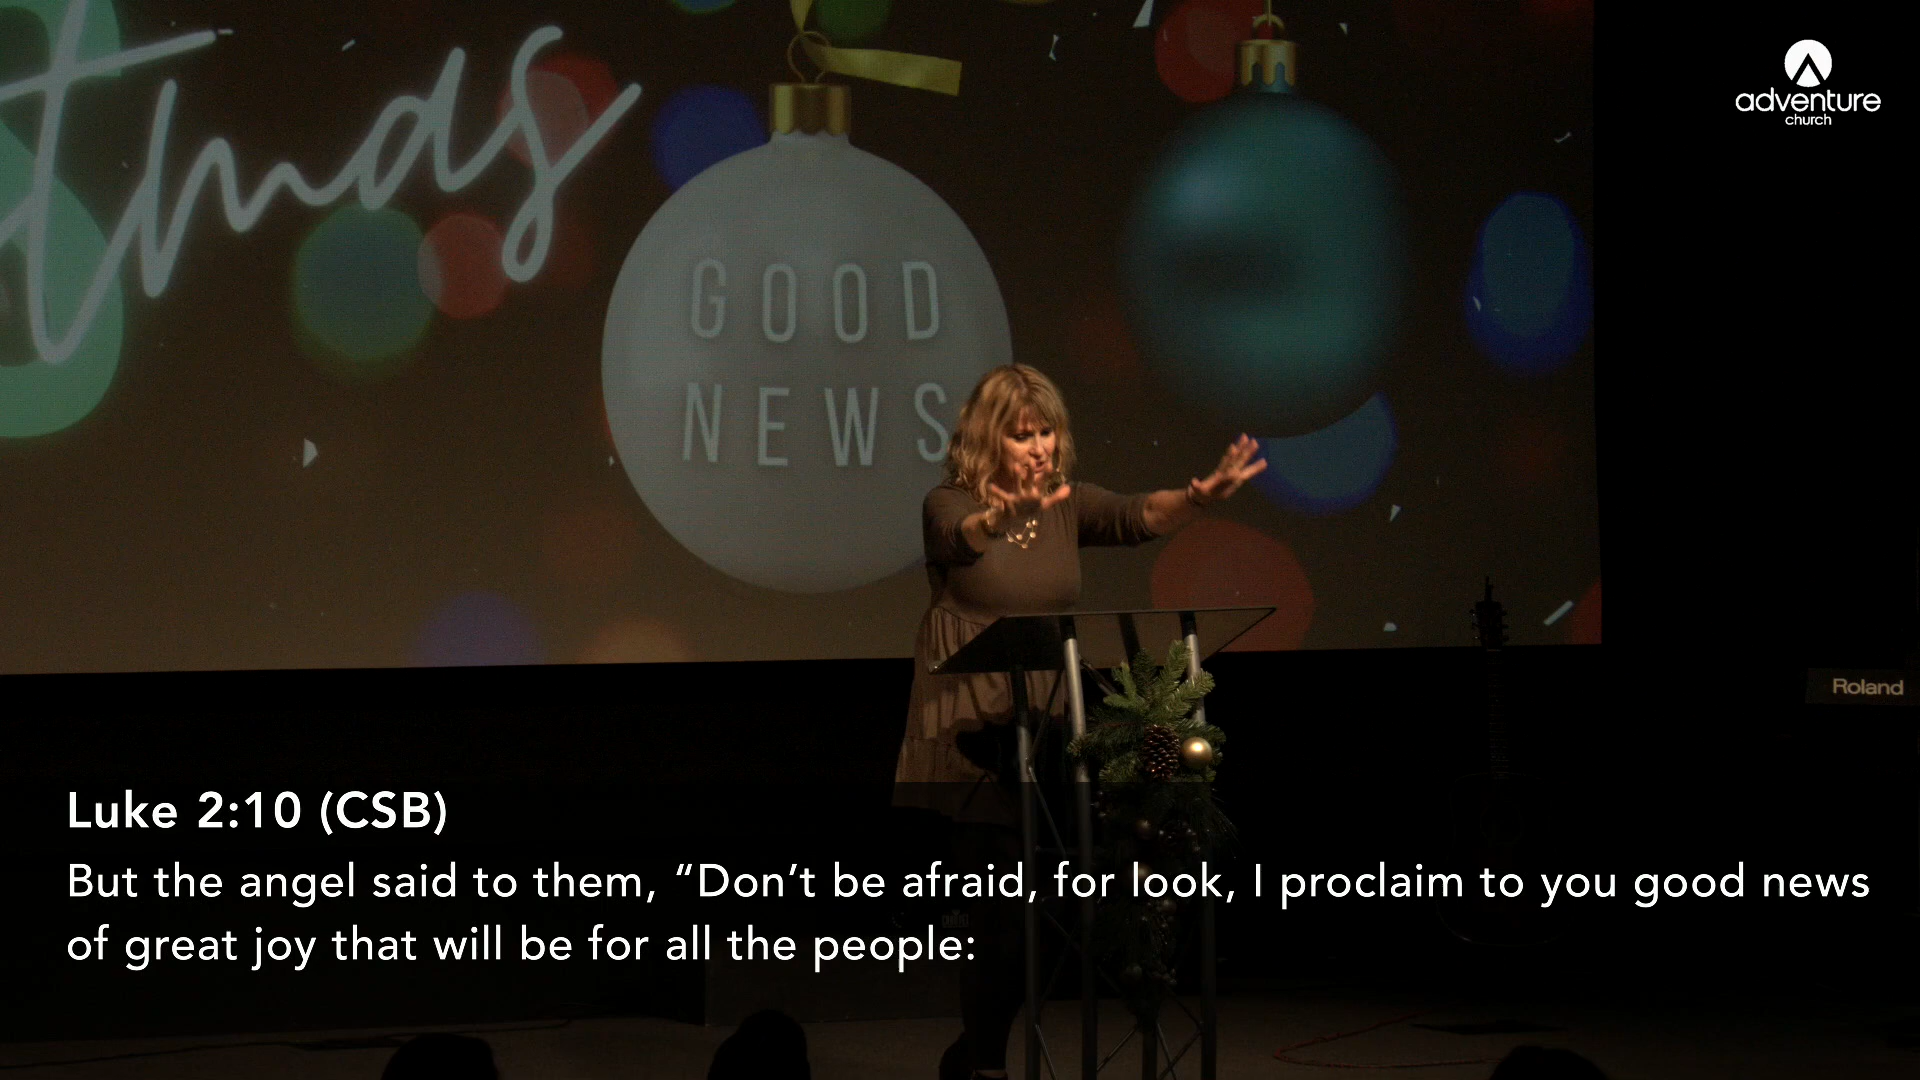 tmas
adventure
church
GOOD
NEWS
Roland
Luke 2:10 (CSB)
But the angel said to them, “Don’t be afraid, for look, I proclaim to you good news
of great joy that will be for all the people: